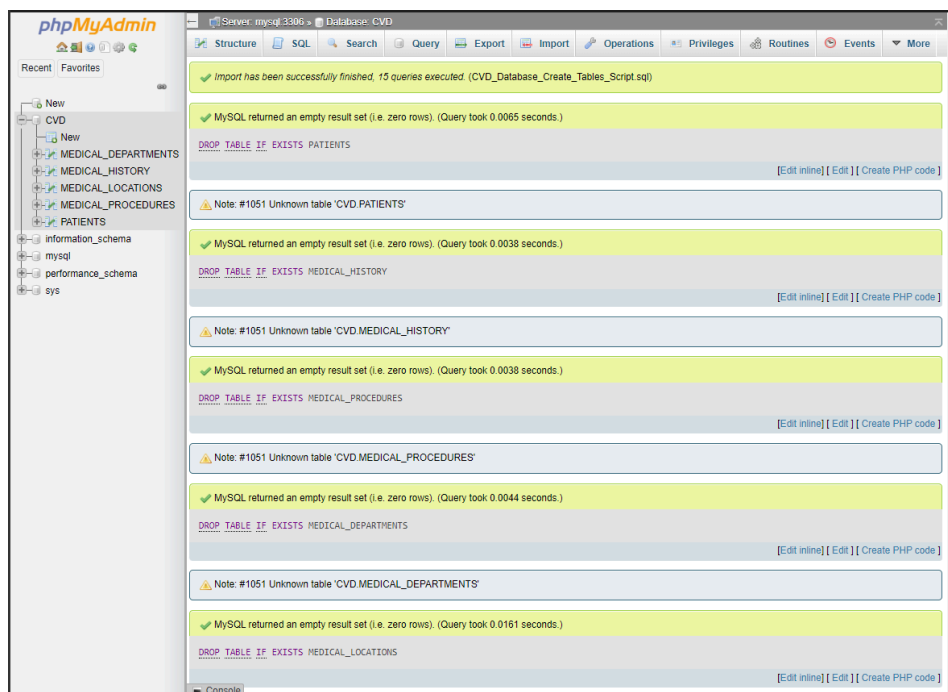 phpMyAdmin
Recent Favorites
New
CVD
New
MEDICAL_DEPARTMENTS
MEDICAL_HISTORY
MEDICAL_LOCATIONS
MEDICAL_PROCEDURES
PATIENTS
information_schema
mysql
performance_schema
sys
Server: mysql:3306 » Database: CVD
Structure SQL Search Query Export Import Operations Privileges Routines Events More
Import has been successfully finished, 15 queries executed. (CVD_Database_Create_Tables_Script.sql)
MySQL returned an empty result set (i.e. zero rows). (Query took 0.0065 seconds.)
DROP TABLE IF EXISTS PATIENTS
[Edit inline] [ Edit ] [ Create PHP code ]
Note: #1051 Unknown table 'CVD.PATIENTS'
MySQL returned an empty result set (i.e. zero rows). (Query took 0.0038 seconds.)
DROP TABLE IF EXISTS MEDICAL_HISTORY
[Edit inline] [ Edit ] [ Create PHP code ]
Note: #1051 Unknown table 'CVD.MEDICAL_HISTORY'
MySQL returned an empty result set (i.e. zero rows). (Query took 0.0038 seconds.)
DROP TABLE IF EXISTS MEDICAL_PROCEDURES
[Edit inline] [ Edit ] [ Create PHP code ]
Note: #1051 Unknown table 'CVD.MEDICAL_PROCEDURES'
MySQL returned an empty result set (i.e. zero rows). (Query took 0.0044 seconds.)
DROP TABLE IF EXISTS MEDICAL_DEPARTMENTS
[Edit inline] [ Edit ] [ Create PHP code ]
Note: #1051 Unknown table 'CVD.MEDICAL_DEPARTMENTS'
MySQL returned an empty result set (i.e. zero rows). (Query took 0.0161 seconds.)
DROP TABLE IF EXISTS MEDICAL_LOCATIONS
[Edit inline] [ Edit ] [ Create PHP code ]
Console